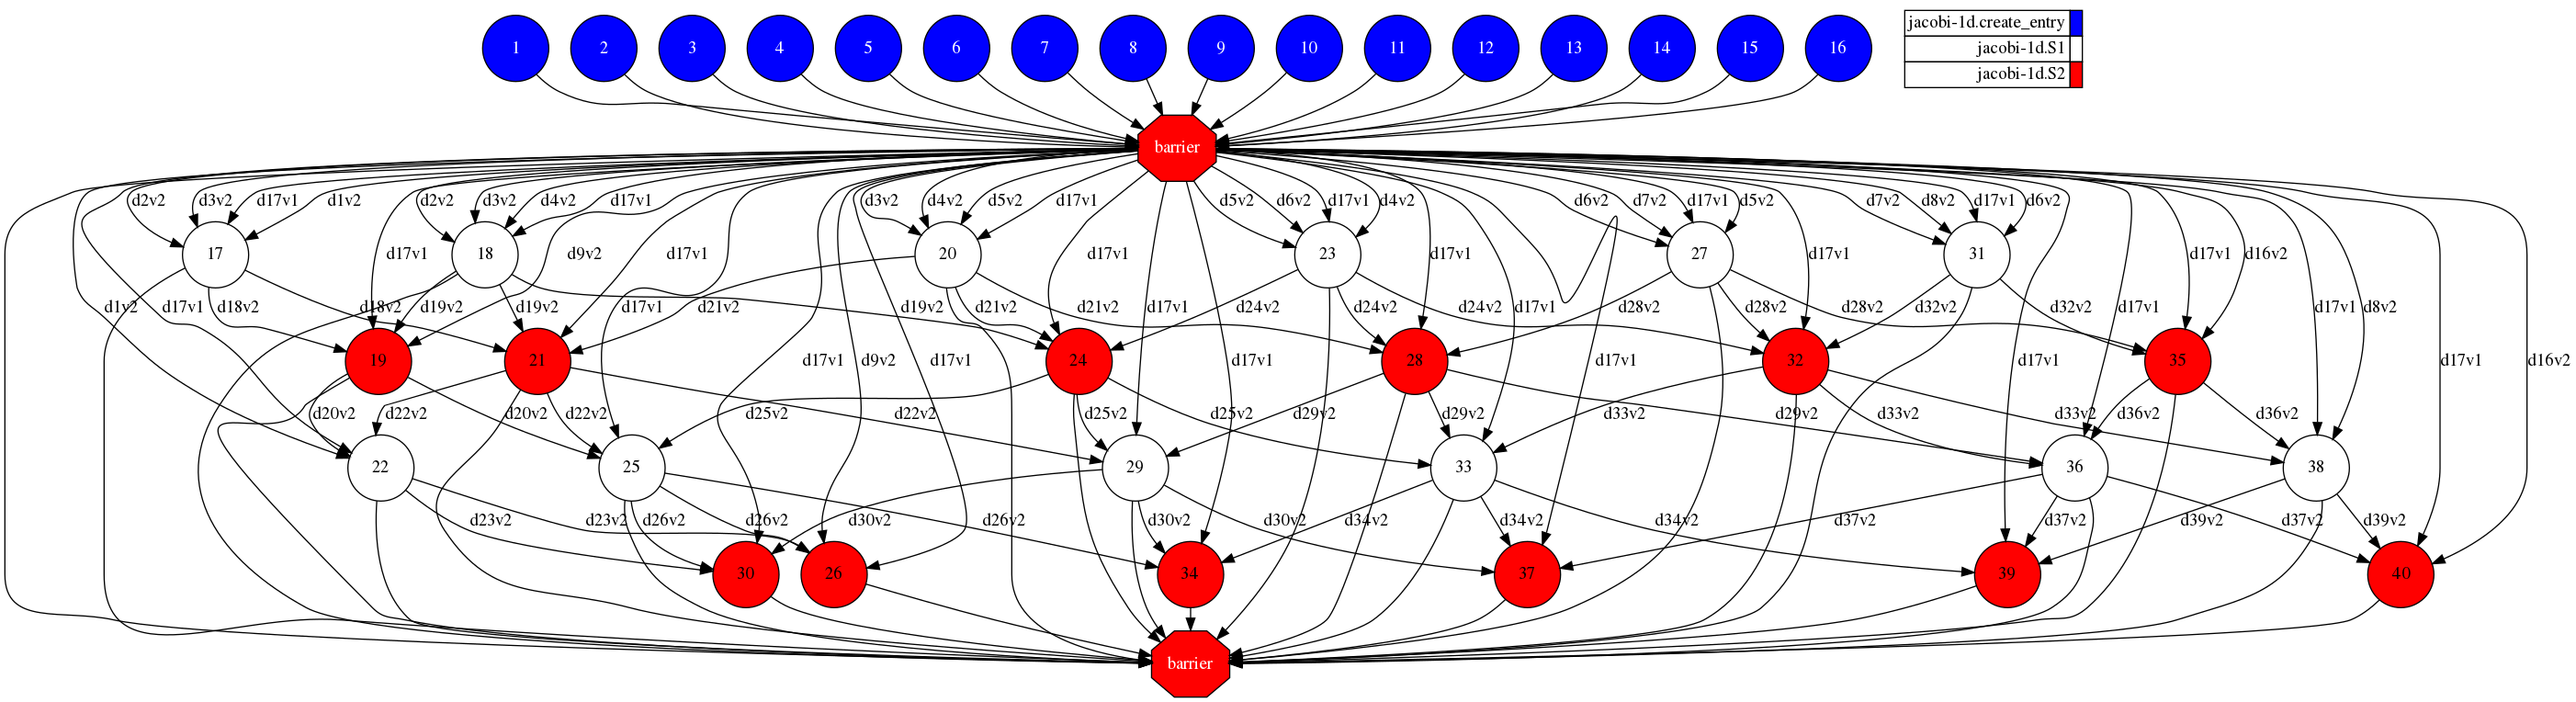 1 2 3 4 5 6 7 8 9 10 11 12 13 14 15 16
jacobi-1d.create_entry
jacobi-1d.S1
jacobi-1d.S2
barrier
d2v2 d3v2 d17v1 d1v2 d2v2 d3v2 d4v2 d17v1 d3v2 d4v2 d5v2 d17v1 d5v2 d6v2 d17v1 d4v2 d6v2 d7v2 d17v1 d5v2 d7v2 d8v2 d17v1 d6v2
17 18 20 23 27 31
d17v1 d9v2 d17v1 d17v1 d17v1 d17v1 d17v1 d16v2
d1v2 d17v1 d18v2 d18v2 d19v2 d19v2 d17v1 d21v2 d19v2 d21v2 d21v2 d17v1 d24v2 d24v2 d24v2 d17v1 d28v2 d28v2 d28v2 d32v2 d32v2 d17v1 d17v1 d8v2
19 21 24 28 32 35
d17v1 d9v2 d17v1 d17v1 d17v1 d17v1 d17v1 d16v2
d20v2 d22v2 d20v2 d22v2 d25v2 d22v2 d25v2 d25v2 d29v2 d29v2 d33v2 d29v2 d33v2 d33v2 d36v2 d36v2
22 25 29 33 36 38
d23v2 d23v2 d26v2 d26v2 d30v2 d26v2 d30v2 d30v2 d34v2 d34v2 d34v2 d37v2 d37v2 d39v2 d37v2 d39v2
30 26 34 37 39 40
barrier